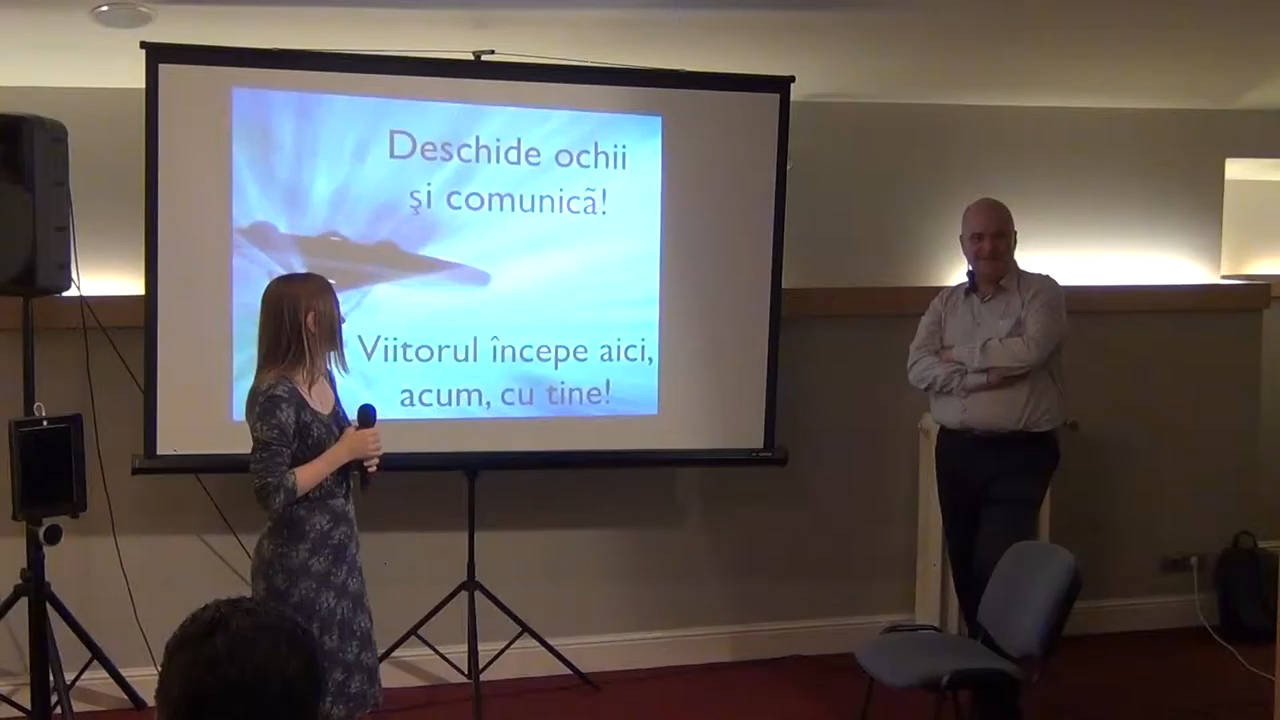 Deschide ochii
şi comunicã!
Viitorul începe aici,
acum, cu tine!